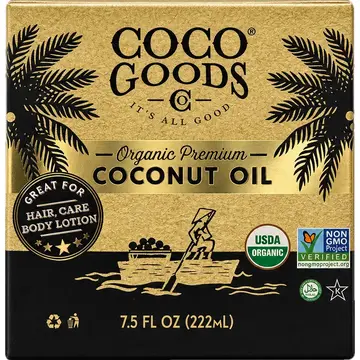 COCO®
GOODS
CO
IT'S ALL GOOD
Organic Premium
COCONUT OIL
GREAT FOR
HAIR, CARE
BODY LOTION
USDA
ORGANIC
NON
GMO
Project
VERIFIED
nongmoproject.org
K
7.5 FL OZ (222mL)